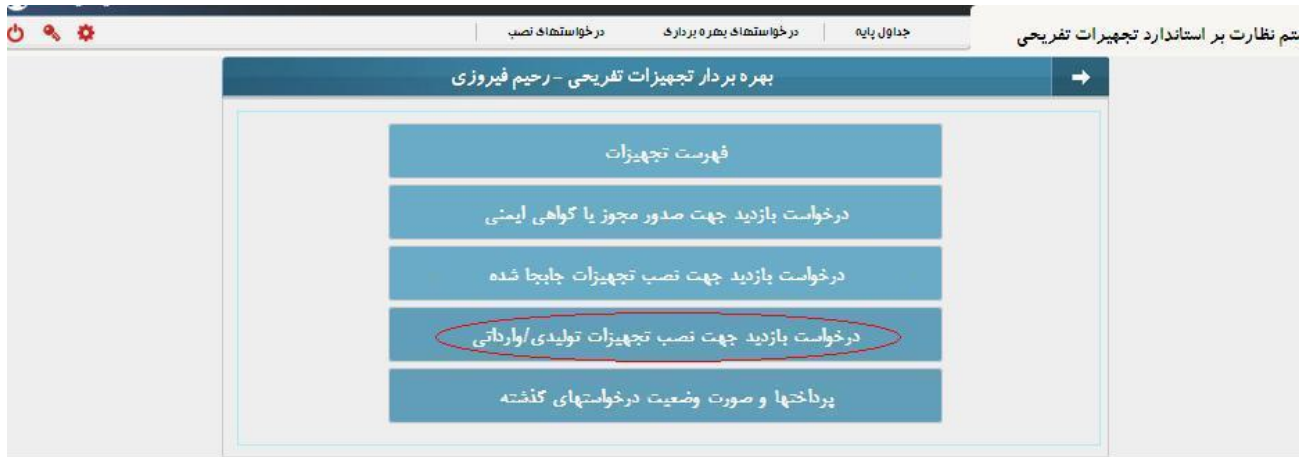 جداول پایه
درخواستهای بهره برداری
درخواستهای نصب
ستم نظارت بر استاندارد تجهیرات تفریحی
بهره بردار تجهیزات تفریحی - رحیم فیروزی
فهرست تجهیزات
درخواست بازدید جهت صدور مجوز یا گواهی ایمنی
درخواست بازدید جهت نصب تجهیزات جابجا شده
درخواست بازدید جهت نصب تجهیزات تولیدی/وارداتی
پرداختها و صورت وضعیت درخواستهای گذشته